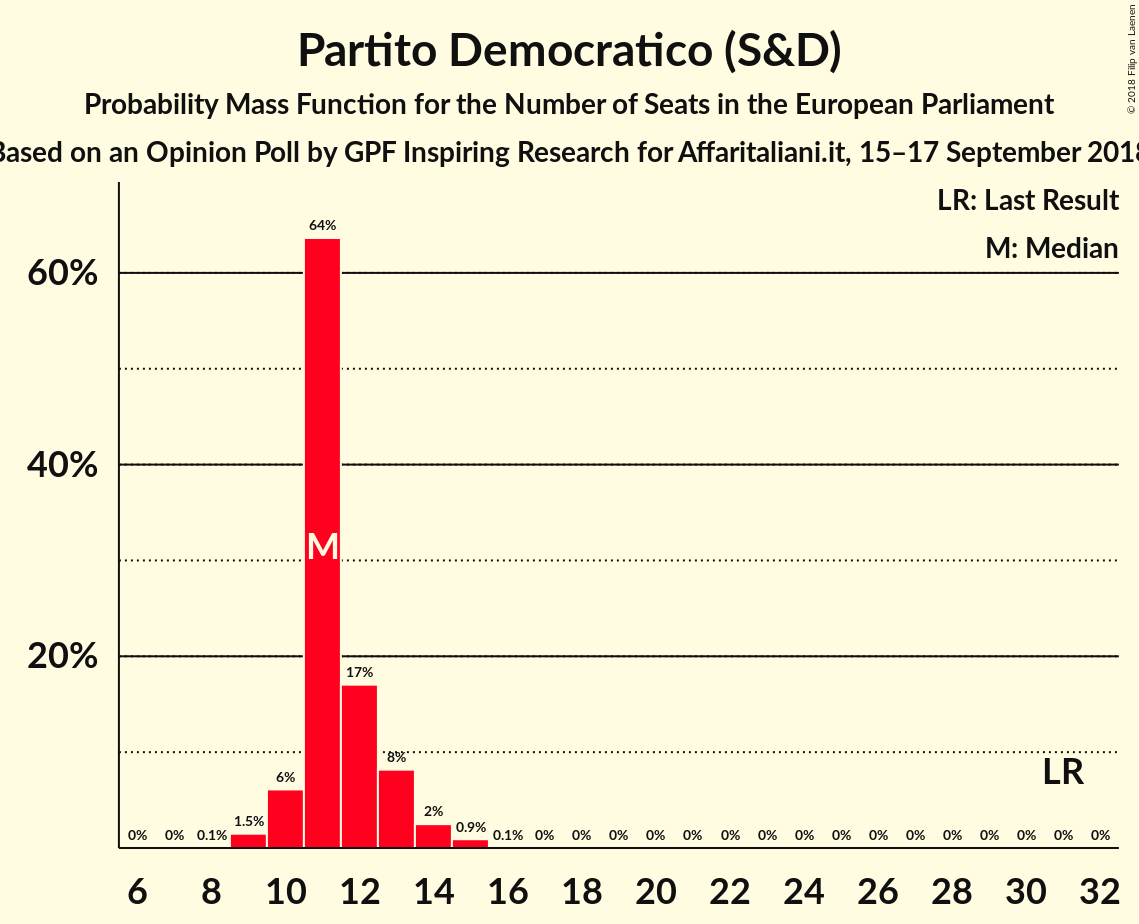 Partito Democratico (S&D)
Probability Mass Function for the Number of Seats in the European Parliament
Based on an Opinion Poll by GPF Inspiring Research for Affaritaliani.it, 15–17 September 2018
© 2018 Filip van Laenen
LR: Last Result
M: Median
60%
40%
20%
0% 0% 0.1% 1.5% 6% 64% 17% 8% 2% 0.9% 0.1% 0% 0% 0% 0% 0% 0% 0% 0% 0% 0% 0% 0% 0% 0% 0% 0%
M
LR
6 8 10 12 14 16 18 20 22 24 26 28 30 32